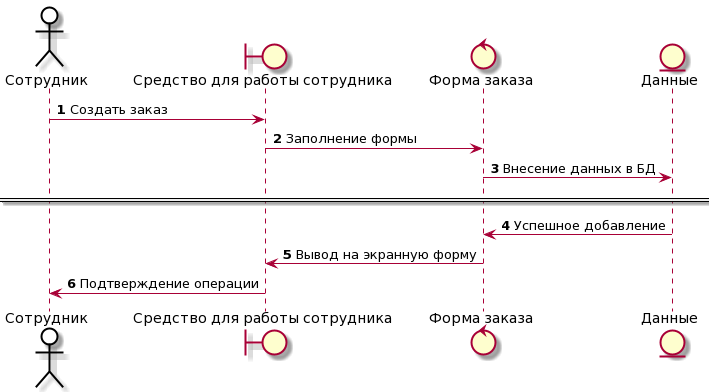 Сотрудник
Средство для работы сотрудника
Форма заказа
Данные
1 Создать заказ
2 Заполнение формы
3 Внесение данных в БД
4 Успешное добавление
5 Вывод на экранную форму
6 Подтверждение операции
Сотрудник
Средство для работы сотрудника
Форма заказа
Данные